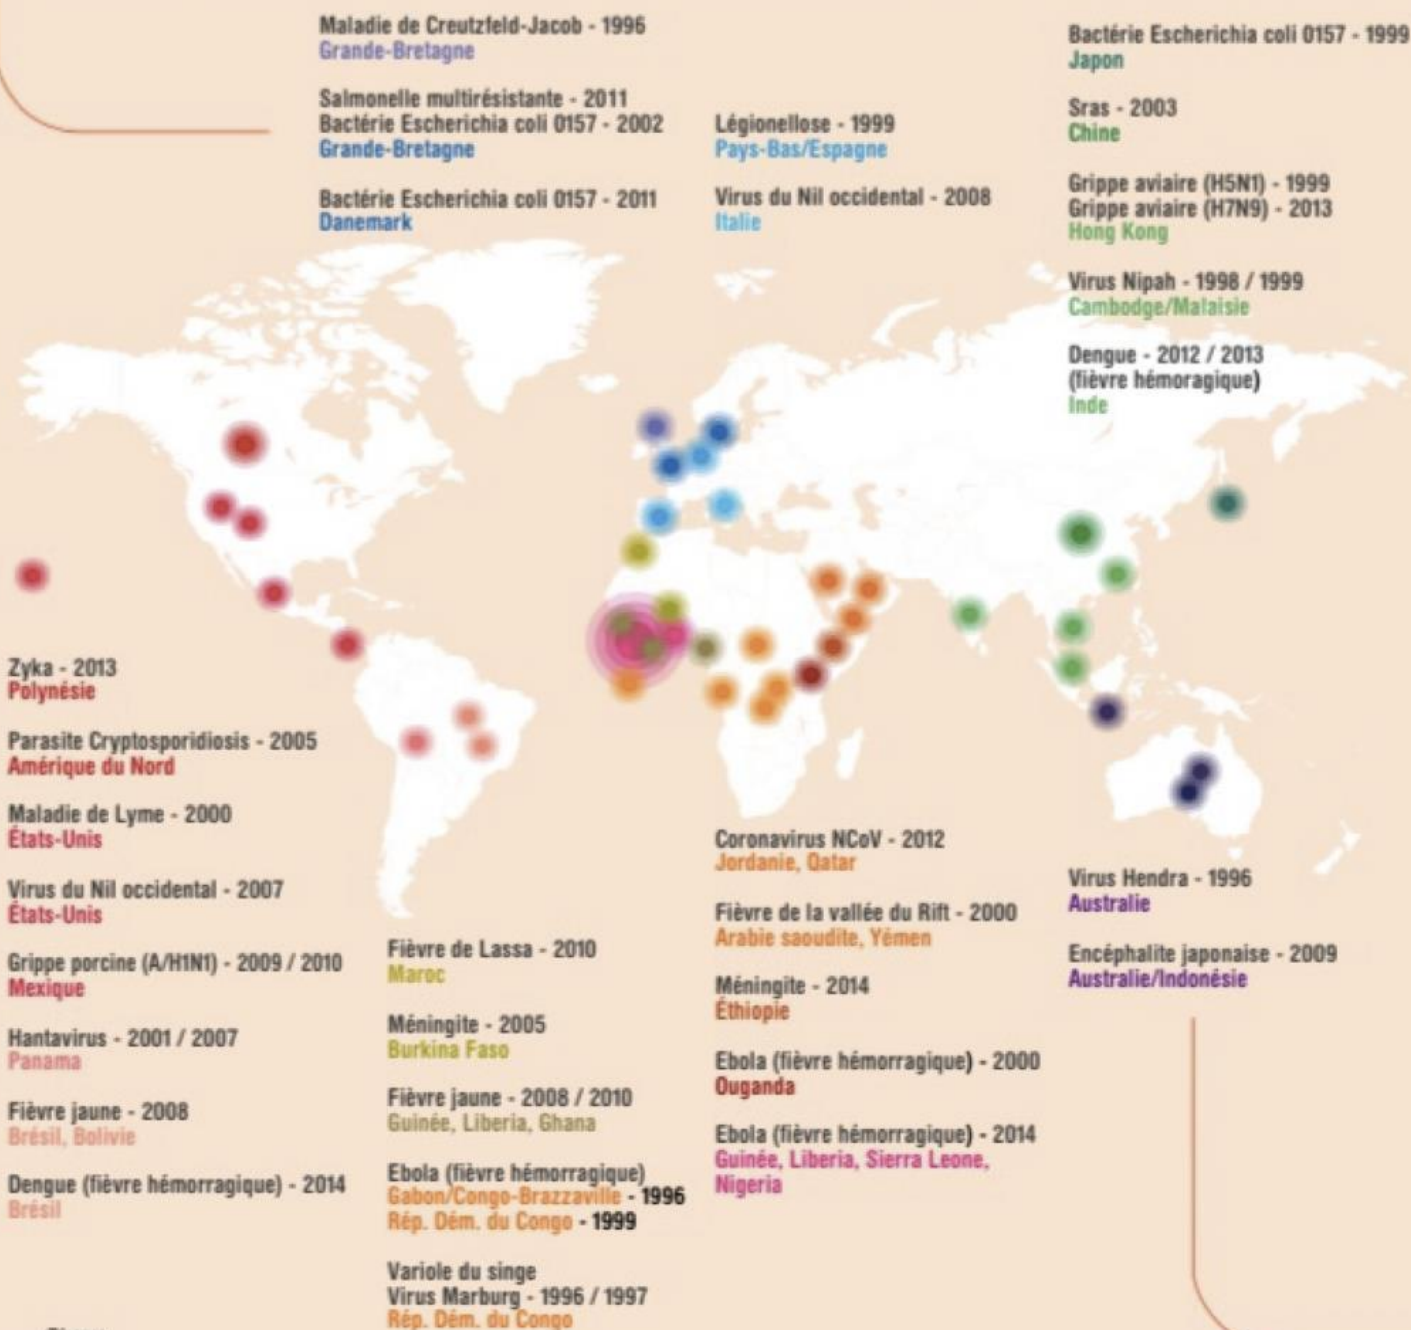 Maladie de Creutzfeld-Jacob - 1996
Grande-Bretagne
Salmonelle multirésistante - 2011
Bactérie Escherichia coli 0157 - 2002
Grande-Bretagne
Bactérie Escherichia coli 0157 - 2011
Danemark
Légionellose - 1999
Pays-Bas/Espagne
Virus du Nil occidental - 2008
Italie
Bactérie Escherichia coli 0157 - 1999
Japon
Sras - 2003
Chine
Grippe aviaire (H5N1) - 1999
Grippe aviaire (H7N9) - 2013
Hong Kong
Virus Nipah - 1998 / 1999
Cambodge/Malaisie
Dengue - 2012 / 2013
(fièvre hémoragique)
Inde
Zyka - 2013
Polynésie
Parasite Cryptosporidiosis - 2005
Amérique du Nord
Maladie de Lyme - 2000
États-Unis
Virus du Nil occidental - 2007
États-Unis
Grippe porcine (A/H1N1) - 2009 / 2010
Mexique
Hantavirus - 2001 / 2007
Panama
Fièvre jaune - 2008
Brésil, Bolivie
Dengue (fièvre hémorragique) - 2014
Brésil
Fièvre de Lassa - 2010
Maroc
Méningite - 2005
Burkina Faso
Fièvre jaune - 2008 / 2010
Guinée, Liberia, Ghana
Ebola (fièvre hémorragique)
Gabon/Congo-Brazzaville - 1996
Rép. Dém. du Congo - 1999
Variole du singe
Virus Marburg - 1996 / 1997
Rép. Dém. du Congo
Coronavirus NCoV - 2012
Jordanie, Qatar
Fièvre de la vallée du Rift - 2000
Arabie saoudite, Yémen
Méningite - 2014
Éthiopie
Ebola (fièvre hémorragique) - 2000
Ouganda
Ebola (fièvre hémorragique) - 2014
Guinée, Liberia, Sierra Leone,
Nigeria
Virus Hendra - 1996
Australie
Encéphalite japonaise - 2009
Australie/Indonésie